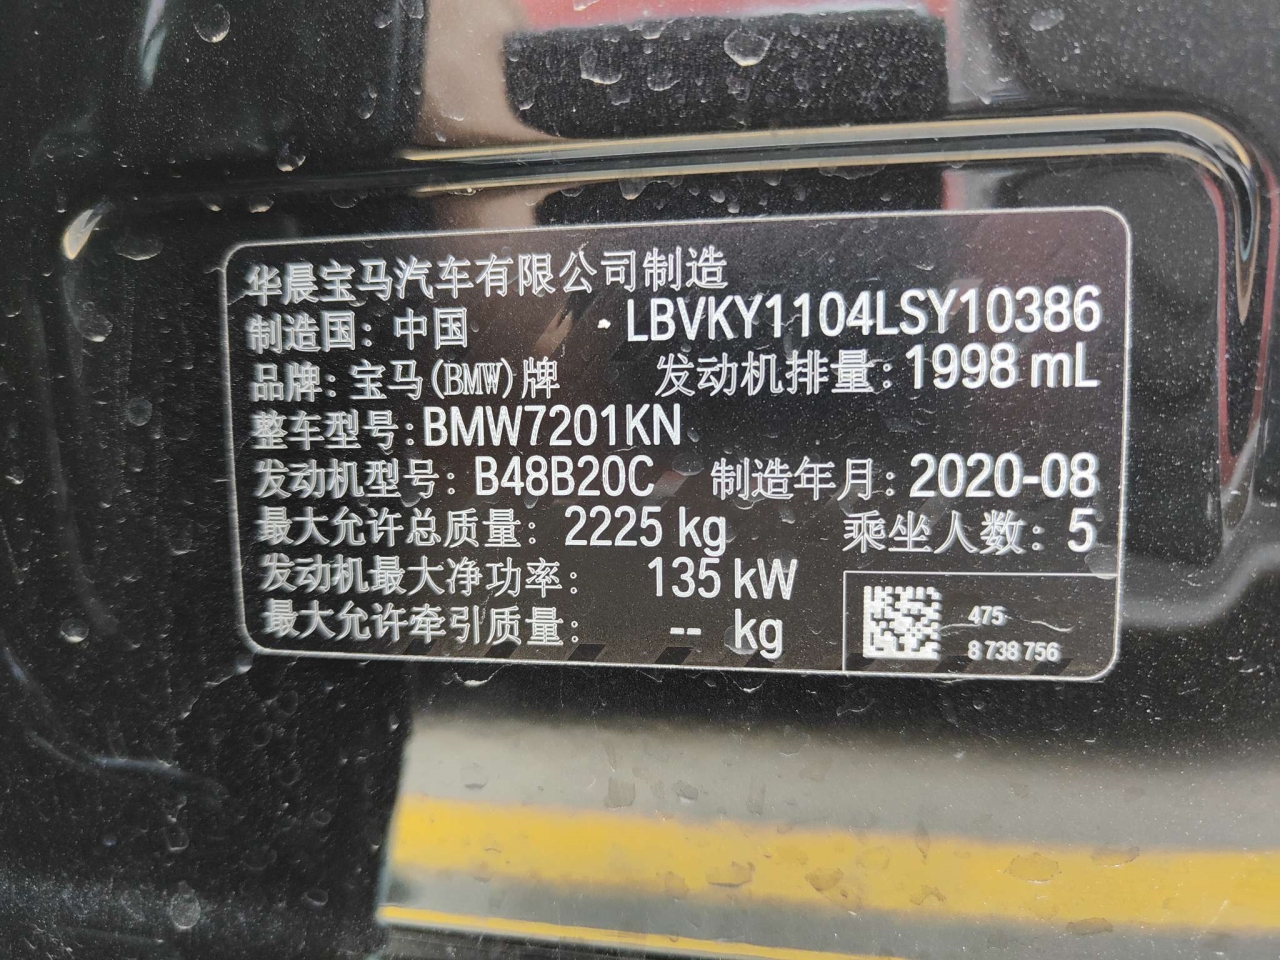 华晨宝马汽车有限公司制造
制造国：中国 LBVKY1104LSY10386
品牌：宝马(BMW)牌 发动机排量：1998 mL
整车型号：BMW7201KN
发动机型号：B48B20C 制造年月：2020-08
最大允许总质量：2225 kg 乘坐人数：5
发动机最大净功率：135 kW
最大允许牵引质量：-- kg
475
8 738 756